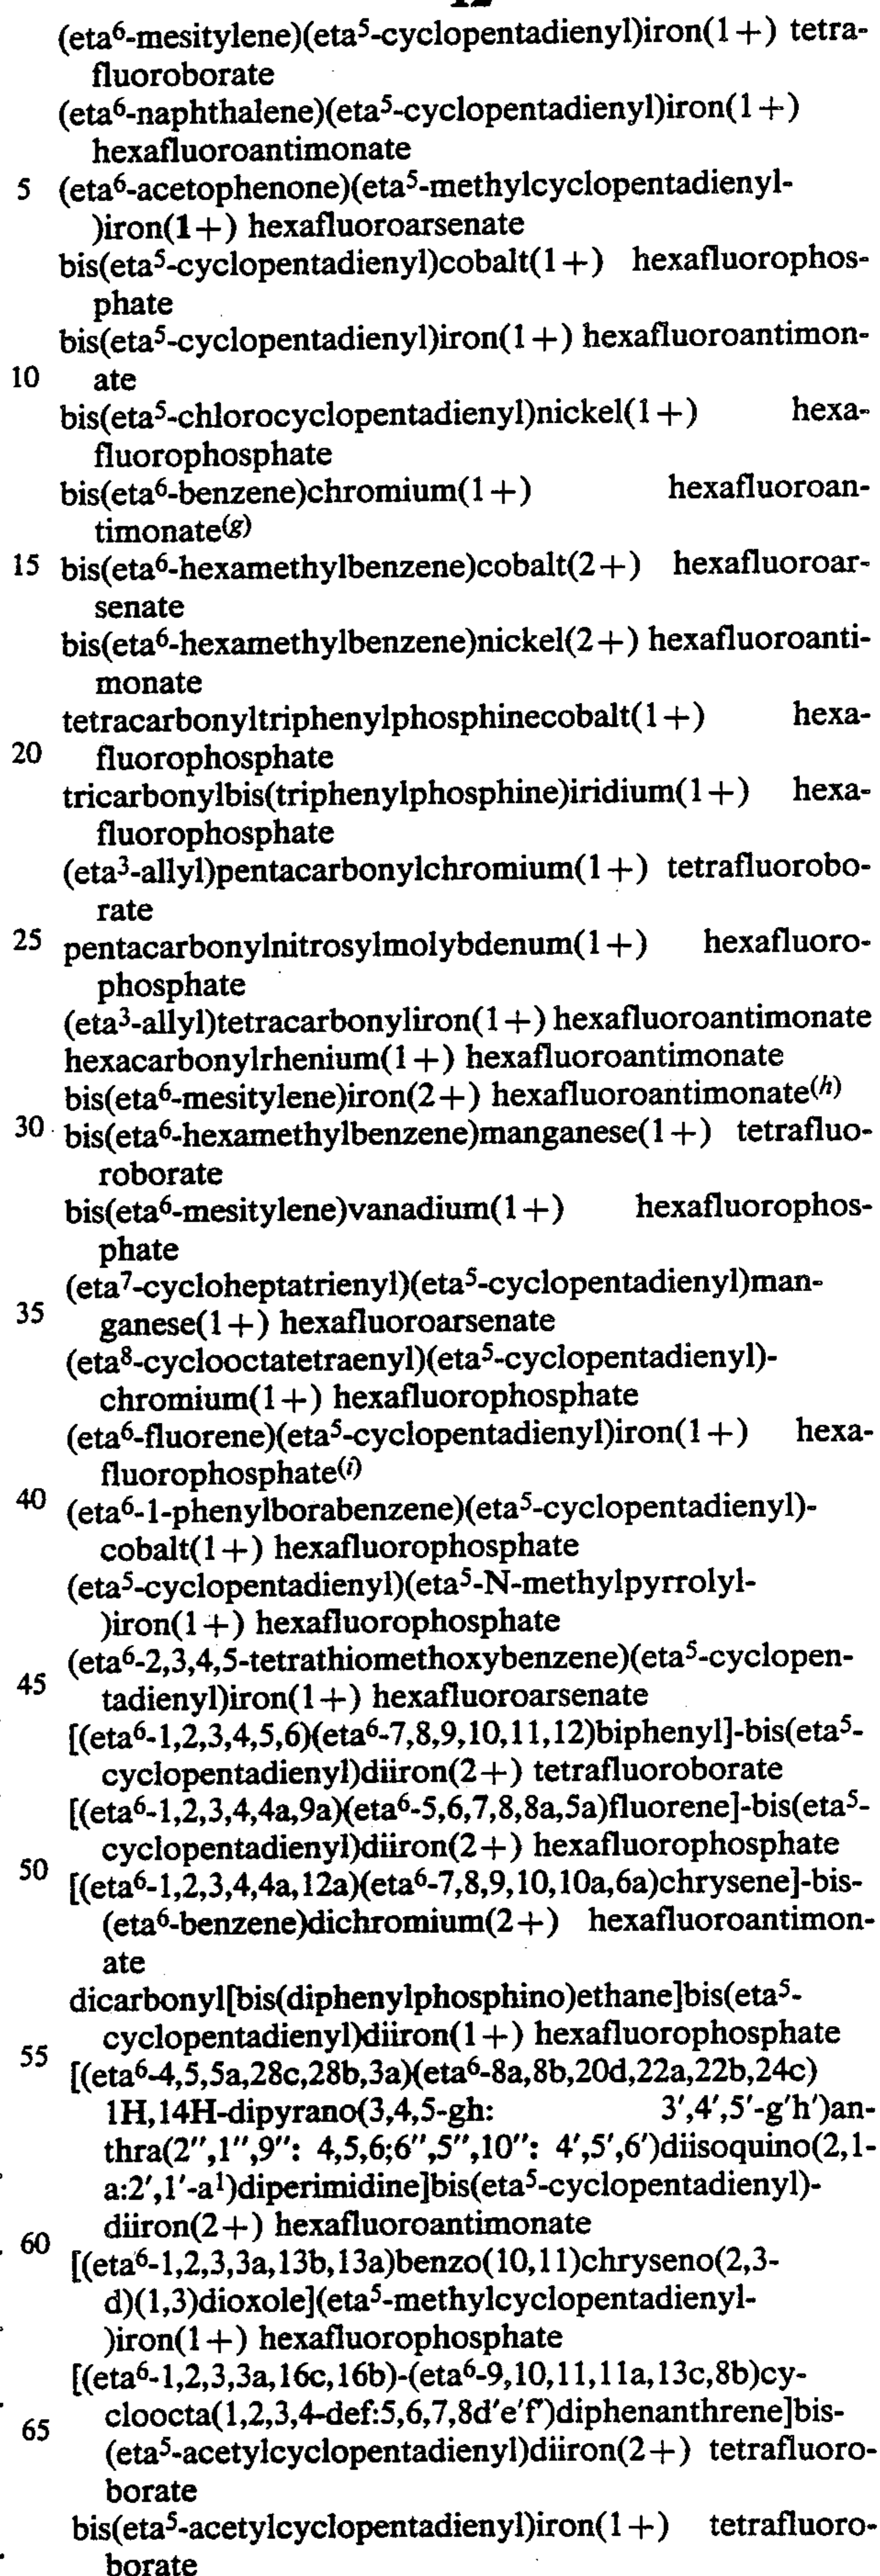 12
(eta⁶-mesitylene)(eta⁵-cyclopentadienyl)iron(1+) tetra-
fluoroborate
(eta⁶-naphthalene)(eta⁵-cyclopentadienyl)iron(1+)
hexafluoroantimonate
5 (eta⁶-acetophenone)(eta⁵-methylcyclopentadienyl-
)iron(1+) hexafluoroarsenate
bis(eta⁵-cyclopentadienyl)cobalt(1+) hexafluorophos-
phate
bis(eta⁵-cyclopentadienyl)iron(1+) hexafluoroantimon-
10 ate
bis(eta⁵-chlorocyclopentadienyl)nickel(1+) hexa-
fluorophosphate
bis(eta⁶-benzene)chromium(1+) hexafluoroan-
timonate⁽ᵍ⁾
15 bis(eta⁶-hexamethylbenzene)cobalt(2+) hexafluoroar-
senate
bis(eta⁶-hexamethylbenzene)nickel(2+) hexafluoroanti-
monate
tetracarbonyltriphenylphosphinecobalt(1+) hexa-
20 fluorophosphate
tricarbonylbis(triphenylphosphine)iridium(1+) hexa-
fluorophosphate
(eta³-allyl)pentacarbonylchromium(1+) tetrafluorobo-
rate
25 pentacarbonylnitrosylmolybdenum(1+) hexafluoro-
phosphate
(eta³-allyl)tetracarbonyliron(1+) hexafluoroantimonate
hexacarbonylrhenium(1+) hexafluoroantimonate
bis(eta⁶-mesitylene)iron(2+) hexafluoroantimonate⁽ʰ⁾
30 bis(eta⁶-hexamethylbenzene)manganese(1+) tetrafluo-
roborate
bis(eta⁶-mesitylene)vanadium(1+) hexafluorophos-
phate
(eta⁷-cycloheptatrienyl)(eta⁵-cyclopentadienyl)man-
35 ganese(1+) hexafluoroarsenate
(eta⁸-cyclooctatetraenyl)(eta⁵-cyclopentadienyl)-
chromium(1+) hexafluorophosphate
(eta⁶-fluorene)(eta⁵-cyclopentadienyl)iron(1+) hexa-
fluorophosphate⁽ⁱ⁾
40 (eta⁶-1-phenylborabenzene)(eta⁵-cyclopentadienyl)-
cobalt(1+) hexafluorophosphate
(eta⁵-cyclopentadienyl)(eta⁵-N-methylpyrrolyl-
)iron(1+) hexafluorophosphate
(eta⁶-2,3,4,5-tetrathiomethoxybenzene)(eta⁵-cyclopen-
45 tadienyl)iron(1+) hexafluoroarsenate
[(eta⁶-1,2,3,4,5,6)(eta⁶-7,8,9,10,11,12)biphenyl]-bis(eta⁵-
cyclopentadienyl)diiron(2+) tetrafluoroborate
[(eta⁶-1,2,3,4,4a,9a)(eta⁶-5,6,7,8,8a,5a)fluorene]-bis(eta⁵-
cyclopentadienyl)diiron(2+) hexafluorophosphate
50 [(eta⁶-1,2,3,4,4a,12a)(eta⁶-7,8,9,10,10a,6a)chrysene]-bis-
(eta⁶-benzene)dichromium(2+) hexafluoroantimon-
ate
dicarbonyl[bis(diphenylphosphino)ethane]bis(eta⁵-
cyclopentadienyl)diiron(1+) hexafluorophosphate
55 [(eta⁶-4,5,5a,28c,28b,3a)(eta⁶-8a,8b,20d,22a,22b,24c)
1H,14H-dipyrano(3,4,5-gh: 3′,4′,5′-g′h′)an-
thra(2″,1″,9″: 4,5,6;6″,5″,10″: 4′,5′,6′)diisoquino(2,1-
a:2′,1′-a¹)diperimidine]bis(eta⁵-cyclopentadienyl)-
diiron(2+) hexafluoroantimonate
60 [(eta⁶-1,2,3,3a,13b,13a)benzo(10,11)chryseno(2,3-
d)(1,3)dioxole](eta⁵-methylcyclopentadienyl-
)iron(1+) hexafluorophosphate
[(eta⁶-1,2,3,3a,16c,16b)-(eta⁶-9,10,11,11a,13c,8b)cy-
65 cloocta(1,2,3,4-def:5,6,7,8d′e′f′)diphenanthrene]bis-
(eta⁵-acetylcyclopentadienyl)diiron(2+) tetrafluoro-
borate
bis(eta⁵-acetylcyclopentadienyl)iron(1+) tetrafluoro-
borate